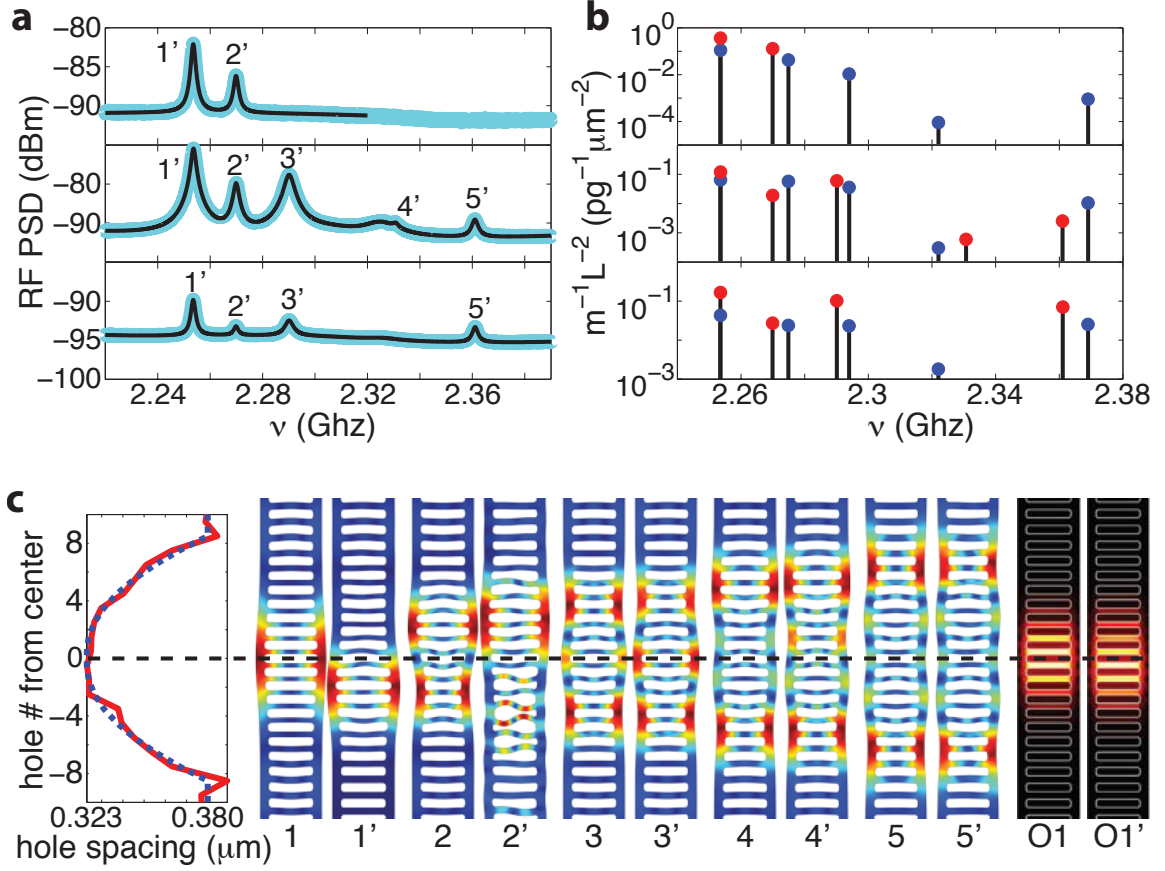 a
RF PSD (dBm)
−80
−85
−90
1' 2'
−80
−90
1' 2' 3' 4' 5'
−90
−95
−100
1' 2' 3' 5'
2.24 2.28 2.32 2.36
ν (Ghz)
b
m⁻¹L⁻² (pg⁻¹μm⁻²)
10⁰
10⁻²
10⁻⁴
10⁻¹
10⁻³
10⁻¹
10⁻³
2.26 2.3 2.34 2.38
ν (Ghz)
c
hole # from center
8
4
0
−4
−8
0.323 0.380
hole spacing (μm)
1 1' 2 2' 3 3' 4 4' 5 5' O1 O1'